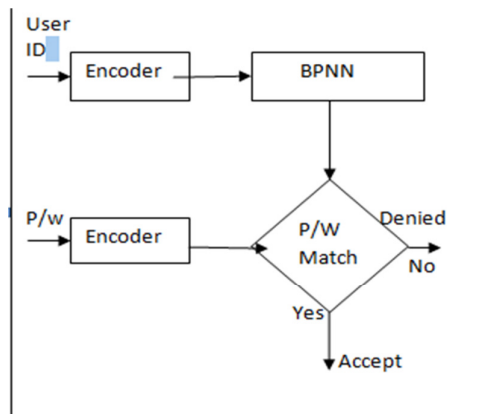 User
ID
Encoder
BPNN
P/w
Encoder
P/W
Match
Denied
No
Yes
Accept